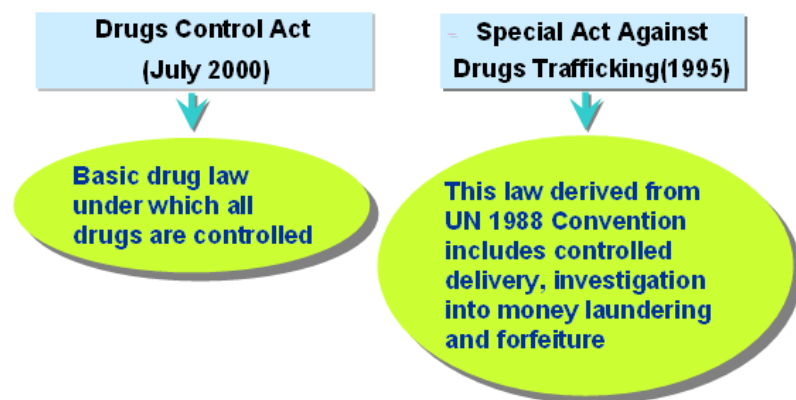 Drugs Control Act
(July 2000)
Special Act Against
Drugs Trafficking(1995)
Basic drug law
under which all
drugs are controlled
This law derived from
UN 1988 Convention
includes controlled
delivery, investigation
into money laundering
and forfeiture